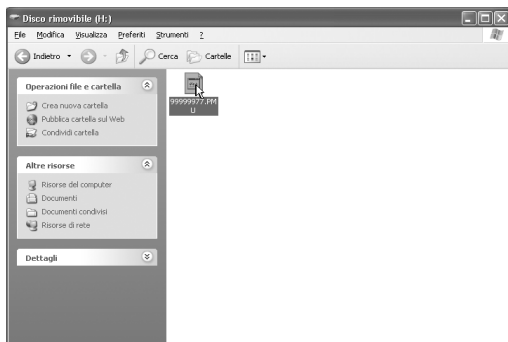 Disco rimovibile (H:)
File Modifica Visualizza Preferiti Strumenti ?
Indietro Cerca Cartelle
Operazioni file e cartella
Crea nuova cartella
Pubblica cartella sul Web
Condividi cartella
Altre risorse
Risorse del computer
Documenti
Documenti condivisi
Risorse di rete
Dettagli
99999977.PM
U